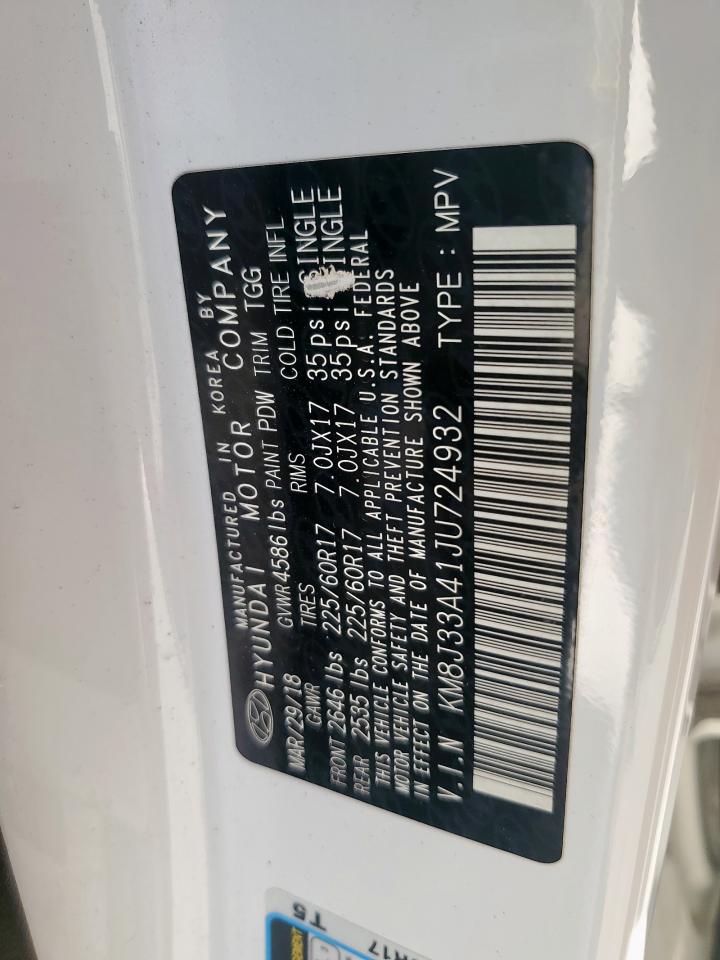 MANUFACTURED IN KOREA BY
HYUNDAI MOTOR COMPANY
GVWR 4586 lbs PAINT PDW TRIM TGG
MAR/29/18
GAWR TIRES RIMS COLD TIRE INFL
FRONT 2646 lbs 225/60R17 7.0JX17 35psi SINGLE
REAR 2535 lbs 225/60R17 7.0JX17 35psi SINGLE
THIS VEHICLE CONFORMS TO ALL APPLICABLE U.S.A. FEDERAL
MOTOR VEHICLE SAFETY AND THEFT PREVENTION STANDARDS
IN EFFECT ON THE DATE OF MANUFACTURE SHOWN ABOVE
V.I.N KM8J33A41JU724932 TYPE : MPV
T5